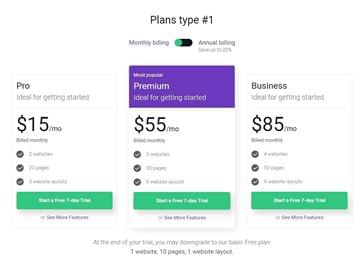 Plans type #1
Monthly billing
Annual billing
Save up to 25%
Pro
Ideal for getting started
$15/mo
Billed monthly
2 websites
20 pages
3 website layouts
Start a Free 7-day Trial
or See More Features
Most popular
Premium
Ideal for getting started
$55/mo
Billed monthly
3 websites
35 pages
5 website layouts
Start a Free 7-day Trial
or See More Features
Business
Ideal for getting started
$85/mo
Billed monthly
4 websites
50 pages
website layouts
Start a Free 7-day Trial
or See More Features
At the end of your trial, you may downgrade to our basic Free plan
1 website, 10 pages, 1 website layout.